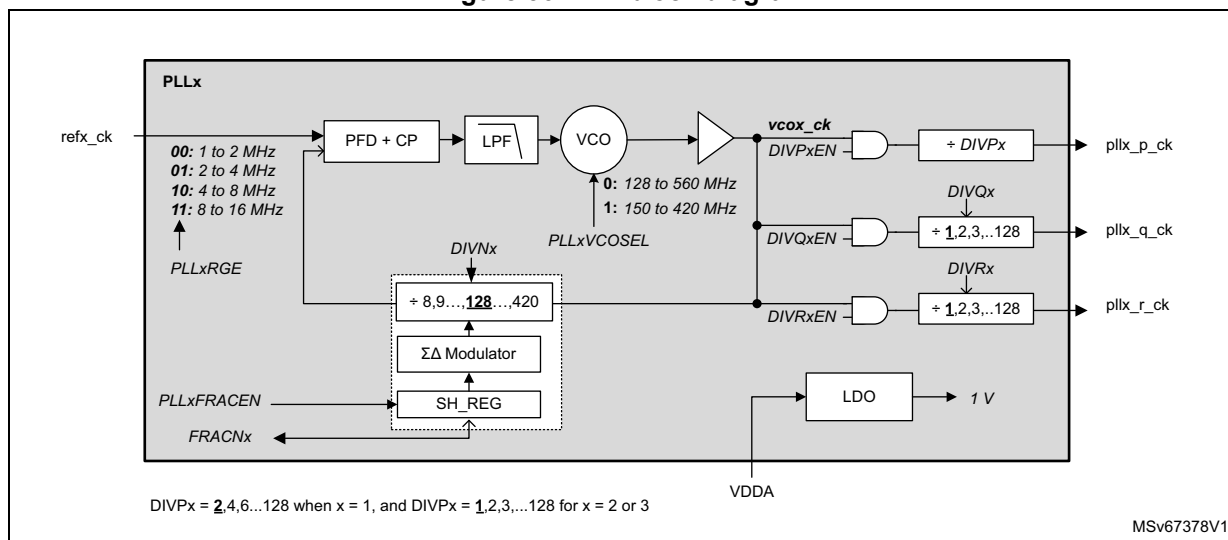 PLLx
refx_ck
00: 1 to 2 MHz
01: 2 to 4 MHz
10: 4 to 8 MHz
11: 8 to 16 MHz
PLLxRGE
PFD + CP
LPF
VCO
0: 128 to 560 MHz
1: 150 to 420 MHz
PLLxVCOSEL
vcox_ck
DIVPxEN
÷ DIVPx
pllx_p_ck
DIVQx
DIVQxEN
÷ 1,2,3,..128
pllx_q_ck
DIVRx
DIVRxEN
÷ 1,2,3,..128
pllx_r_ck
DIVNx
÷ 8,9...,128...,420
ΣΔ Modulator
SH_REG
PLLxFRACEN
FRACNx
LDO
1 V
VDDA
DIVPx = 2,4,6...128 when x = 1, and DIVPx = 1,2,3,...128 for x = 2 or 3
MSv67378V1